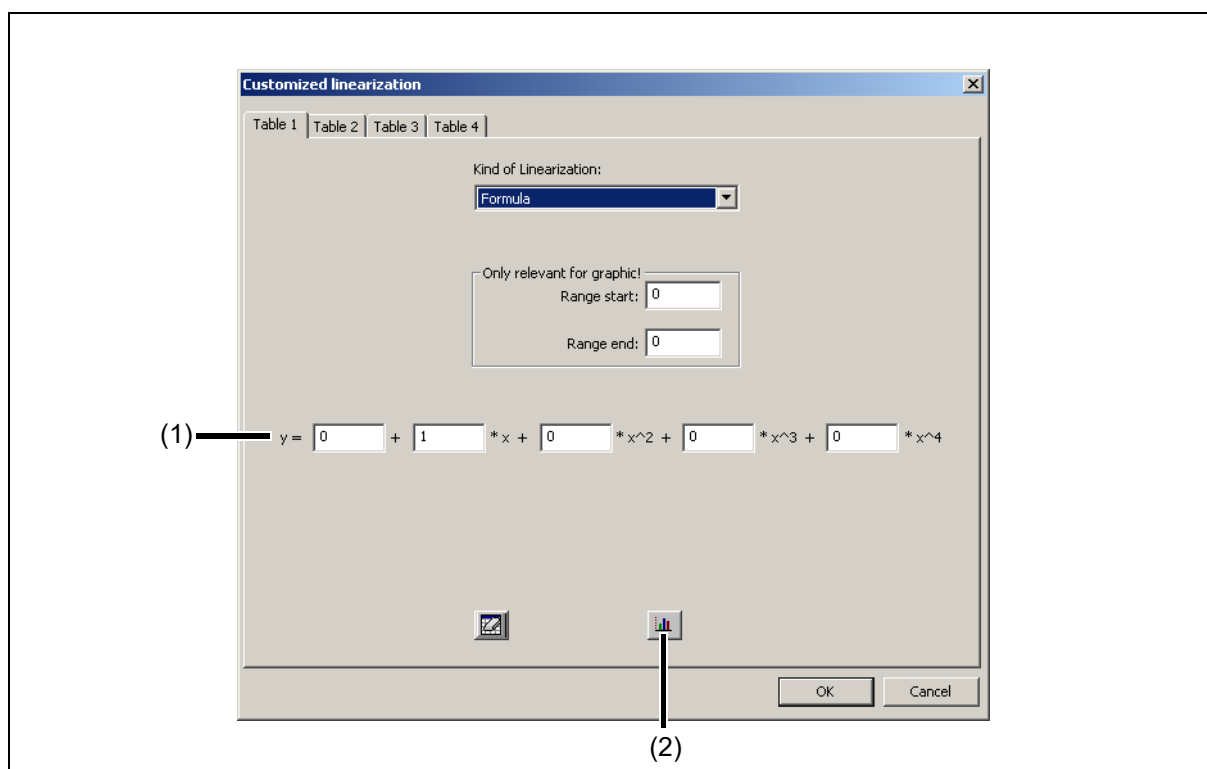 Customized linearization
Table 1 Table 2 Table 3 Table 4
Kind of Linearization:
Formula
Only relevant for graphic!
Range start: 0
Range end: 0
(1) y = 0 + 1 * x + 0 * x^2 + 0 * x^3 + 0 * x^4
OK Cancel
(2)